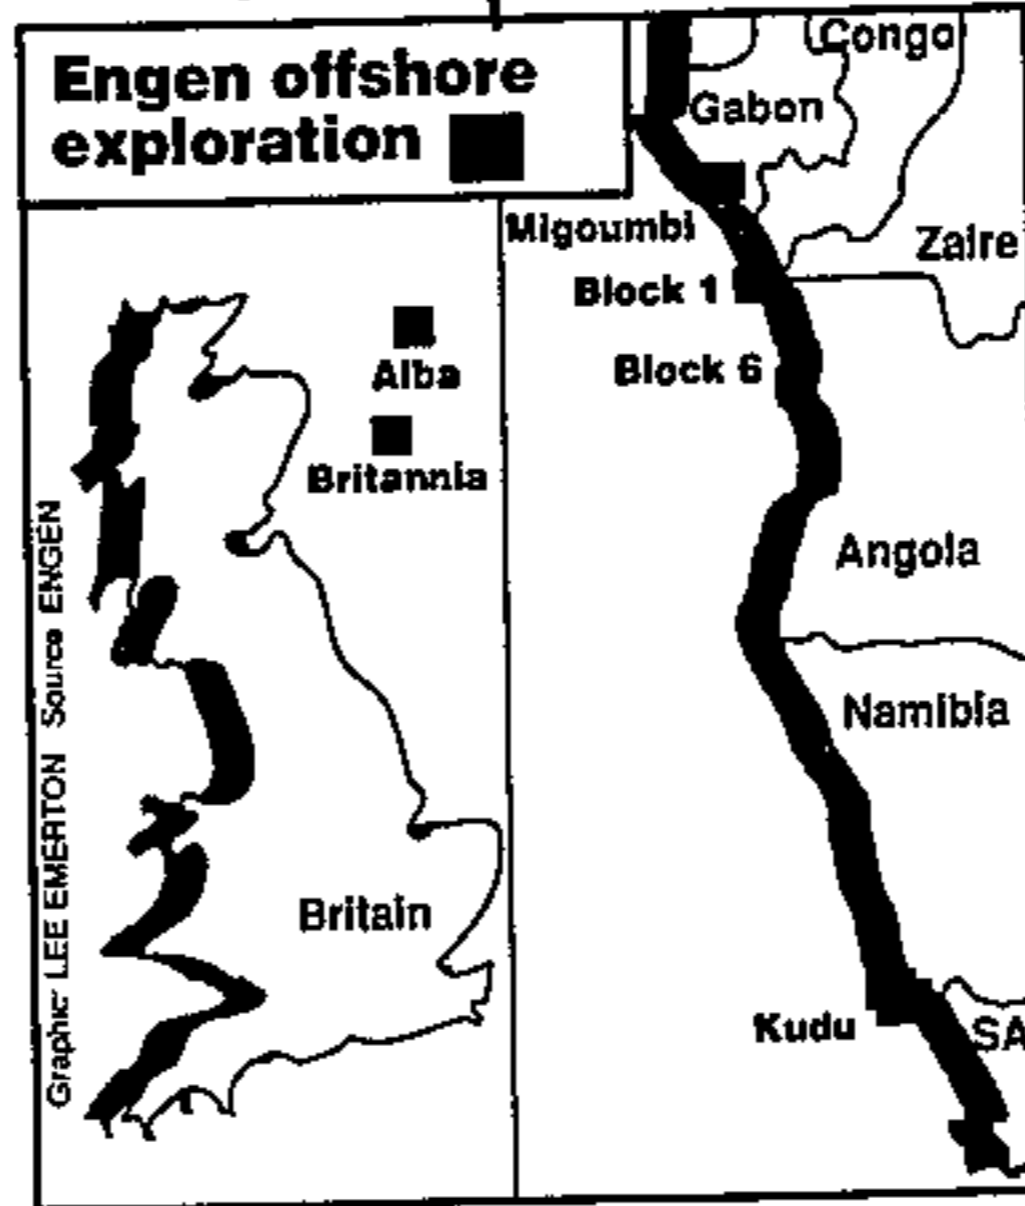 Engen offshore
exploration
Congo
Gabon
Migoumbi
Zaire
Block 1
Block 6
Alba
Britannia
Angola
Namibia
Britain
Kudu
SA
Graphic LEE EMERTON Source ENGEN